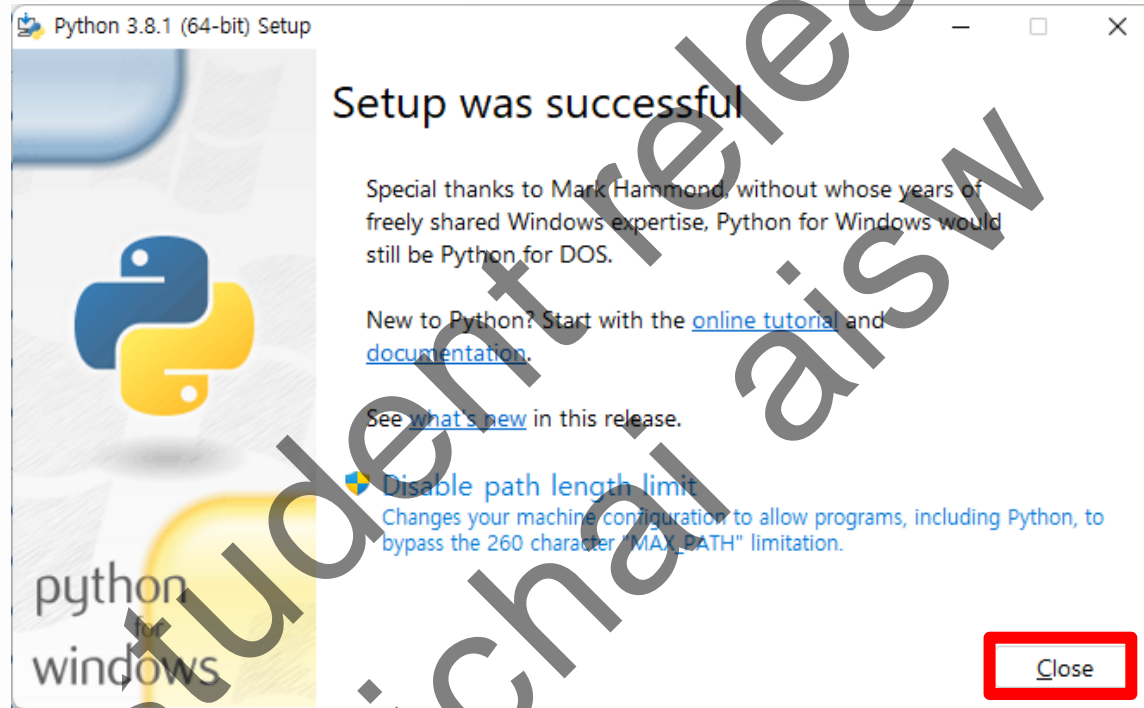 Python 3.8.1 (64-bit) Setup
Setup was successful
Special thanks to Mark Hammond, without whose years of
freely shared Windows expertise, Python for Windows would
still be Python for DOS.
New to Python? Start with the online tutorial and
documentation.
See what's new in this release.
Disable path length limit
Changes your machine configuration to allow programs, including Python, to
bypass the 260 character "MAX_PATH" limitation.
python
for
windows
Close
student relea
ichai aisw